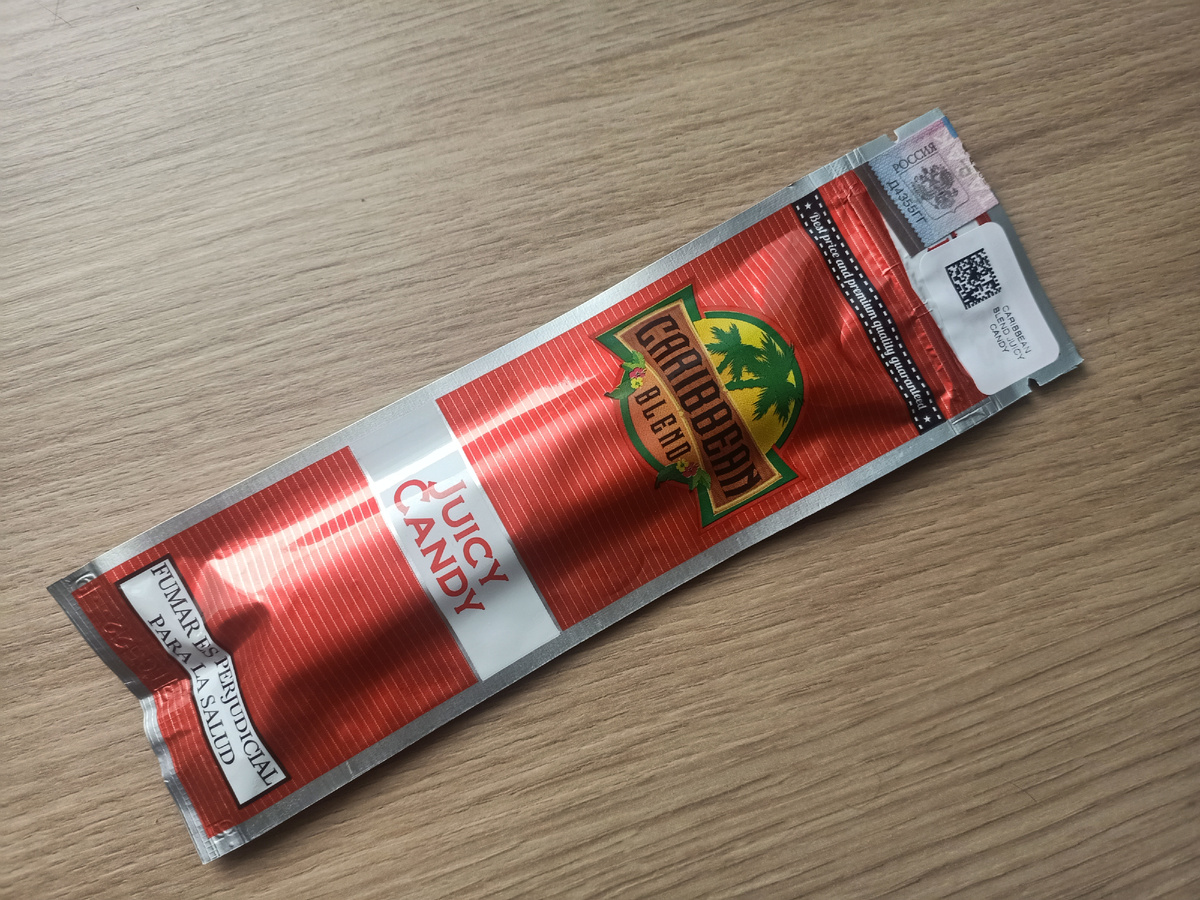 РОССИЯ
Д4355ГГ
CARIBBEAN
BLEND JUICY
CANDY
★ Best price and premium quality guaranteed ★
CARIBBEAN
BLEND
JUICY
CANDY
FUMAR ES PERJUDICIAL
PARA LA SALUD